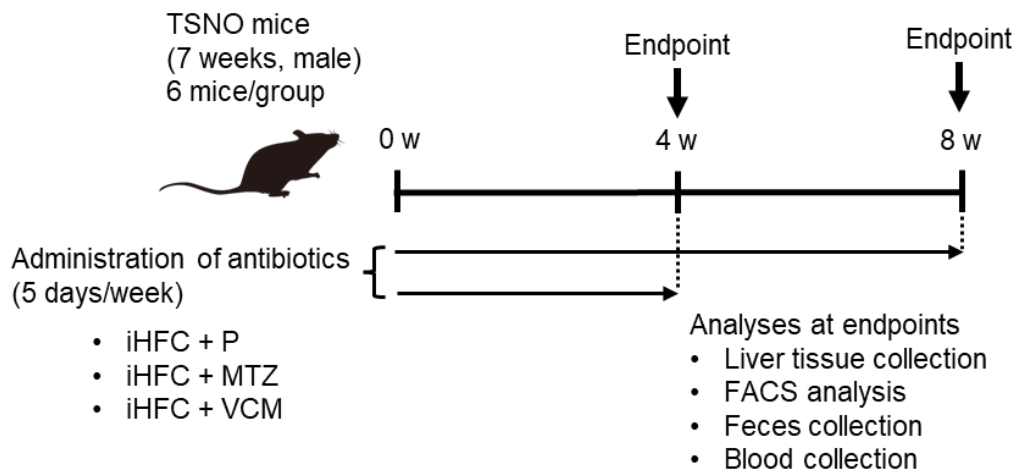 TSNO mice
(7 weeks, male)
6 mice/group
Endpoint
Endpoint
0 w
4 w
8 w
Administration of antibiotics
(5 days/week)
• iHFC + P
• iHFC + MTZ
• iHFC + VCM
Analyses at endpoints
• Liver tissue collection
• FACS analysis
• Feces collection
• Blood collection